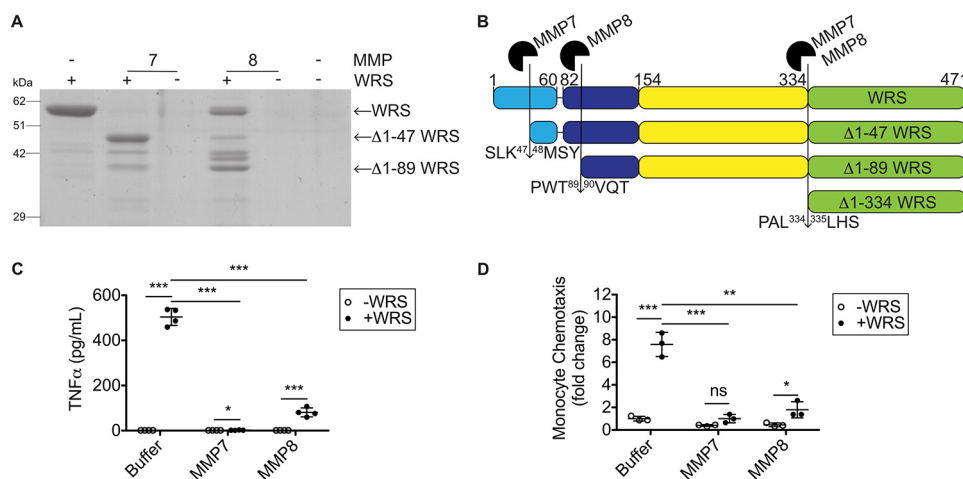 A
- 7 8 - MMP
+ + - + - - WRS
kDa
62
51
42
29
←WRS
←Δ1-47 WRS
←Δ1-89 WRS
B
MMP7
MMP8
MMP7
MMP8
1 60 82 154 334 471
WRS
Δ1-47 WRS
SLK47 48MSY
Δ1-89 WRS
PWT89 90VQT
Δ1-334 WRS
PAL334 335LHS
C
TNFα (pg/mL)
600
400
200
0
***
***
***
*
***
-WRS
+WRS
Buffer
MMP7
MMP8
D
Monocyte Chemotaxis
(fold change)
12
10
8
6
4
2
0
**
***
***
ns
*
-WRS
+WRS
Buffer
MMP7
MMP8